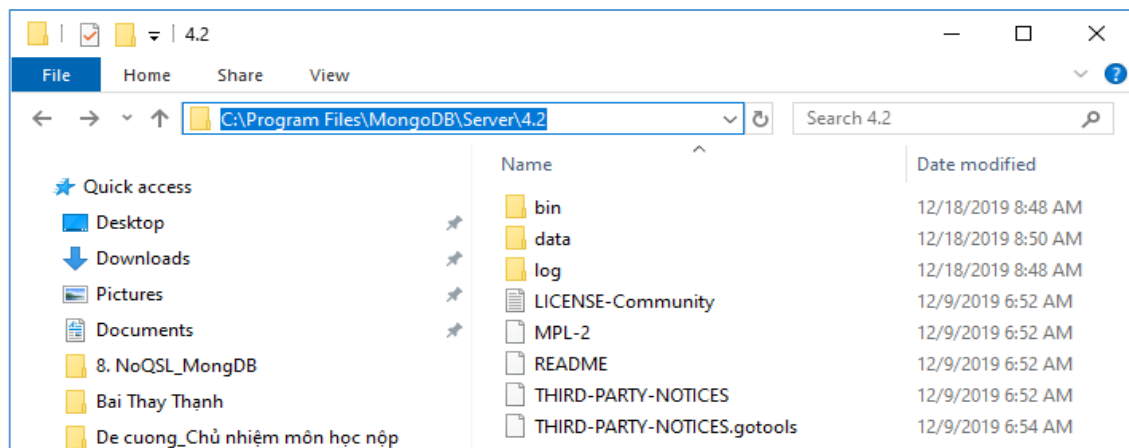 4.2
File Home Share View
C:\Program Files\MongoDB\Server\4.2 Search 4.2
Name Date modified
Quick access
Desktop
Downloads
Pictures
Documents
8. NoQSL_MongDB
Bai Thay Thạnh
De cuong_Chủ nhiệm môn học nộp
bin 12/18/2019 8:48 AM
data 12/18/2019 8:50 AM
log 12/18/2019 8:48 AM
LICENSE-Community 12/9/2019 6:52 AM
MPL-2 12/9/2019 6:52 AM
README 12/9/2019 6:52 AM
THIRD-PARTY-NOTICES 12/9/2019 6:52 AM
THIRD-PARTY-NOTICES.gotools 12/9/2019 6:54 AM